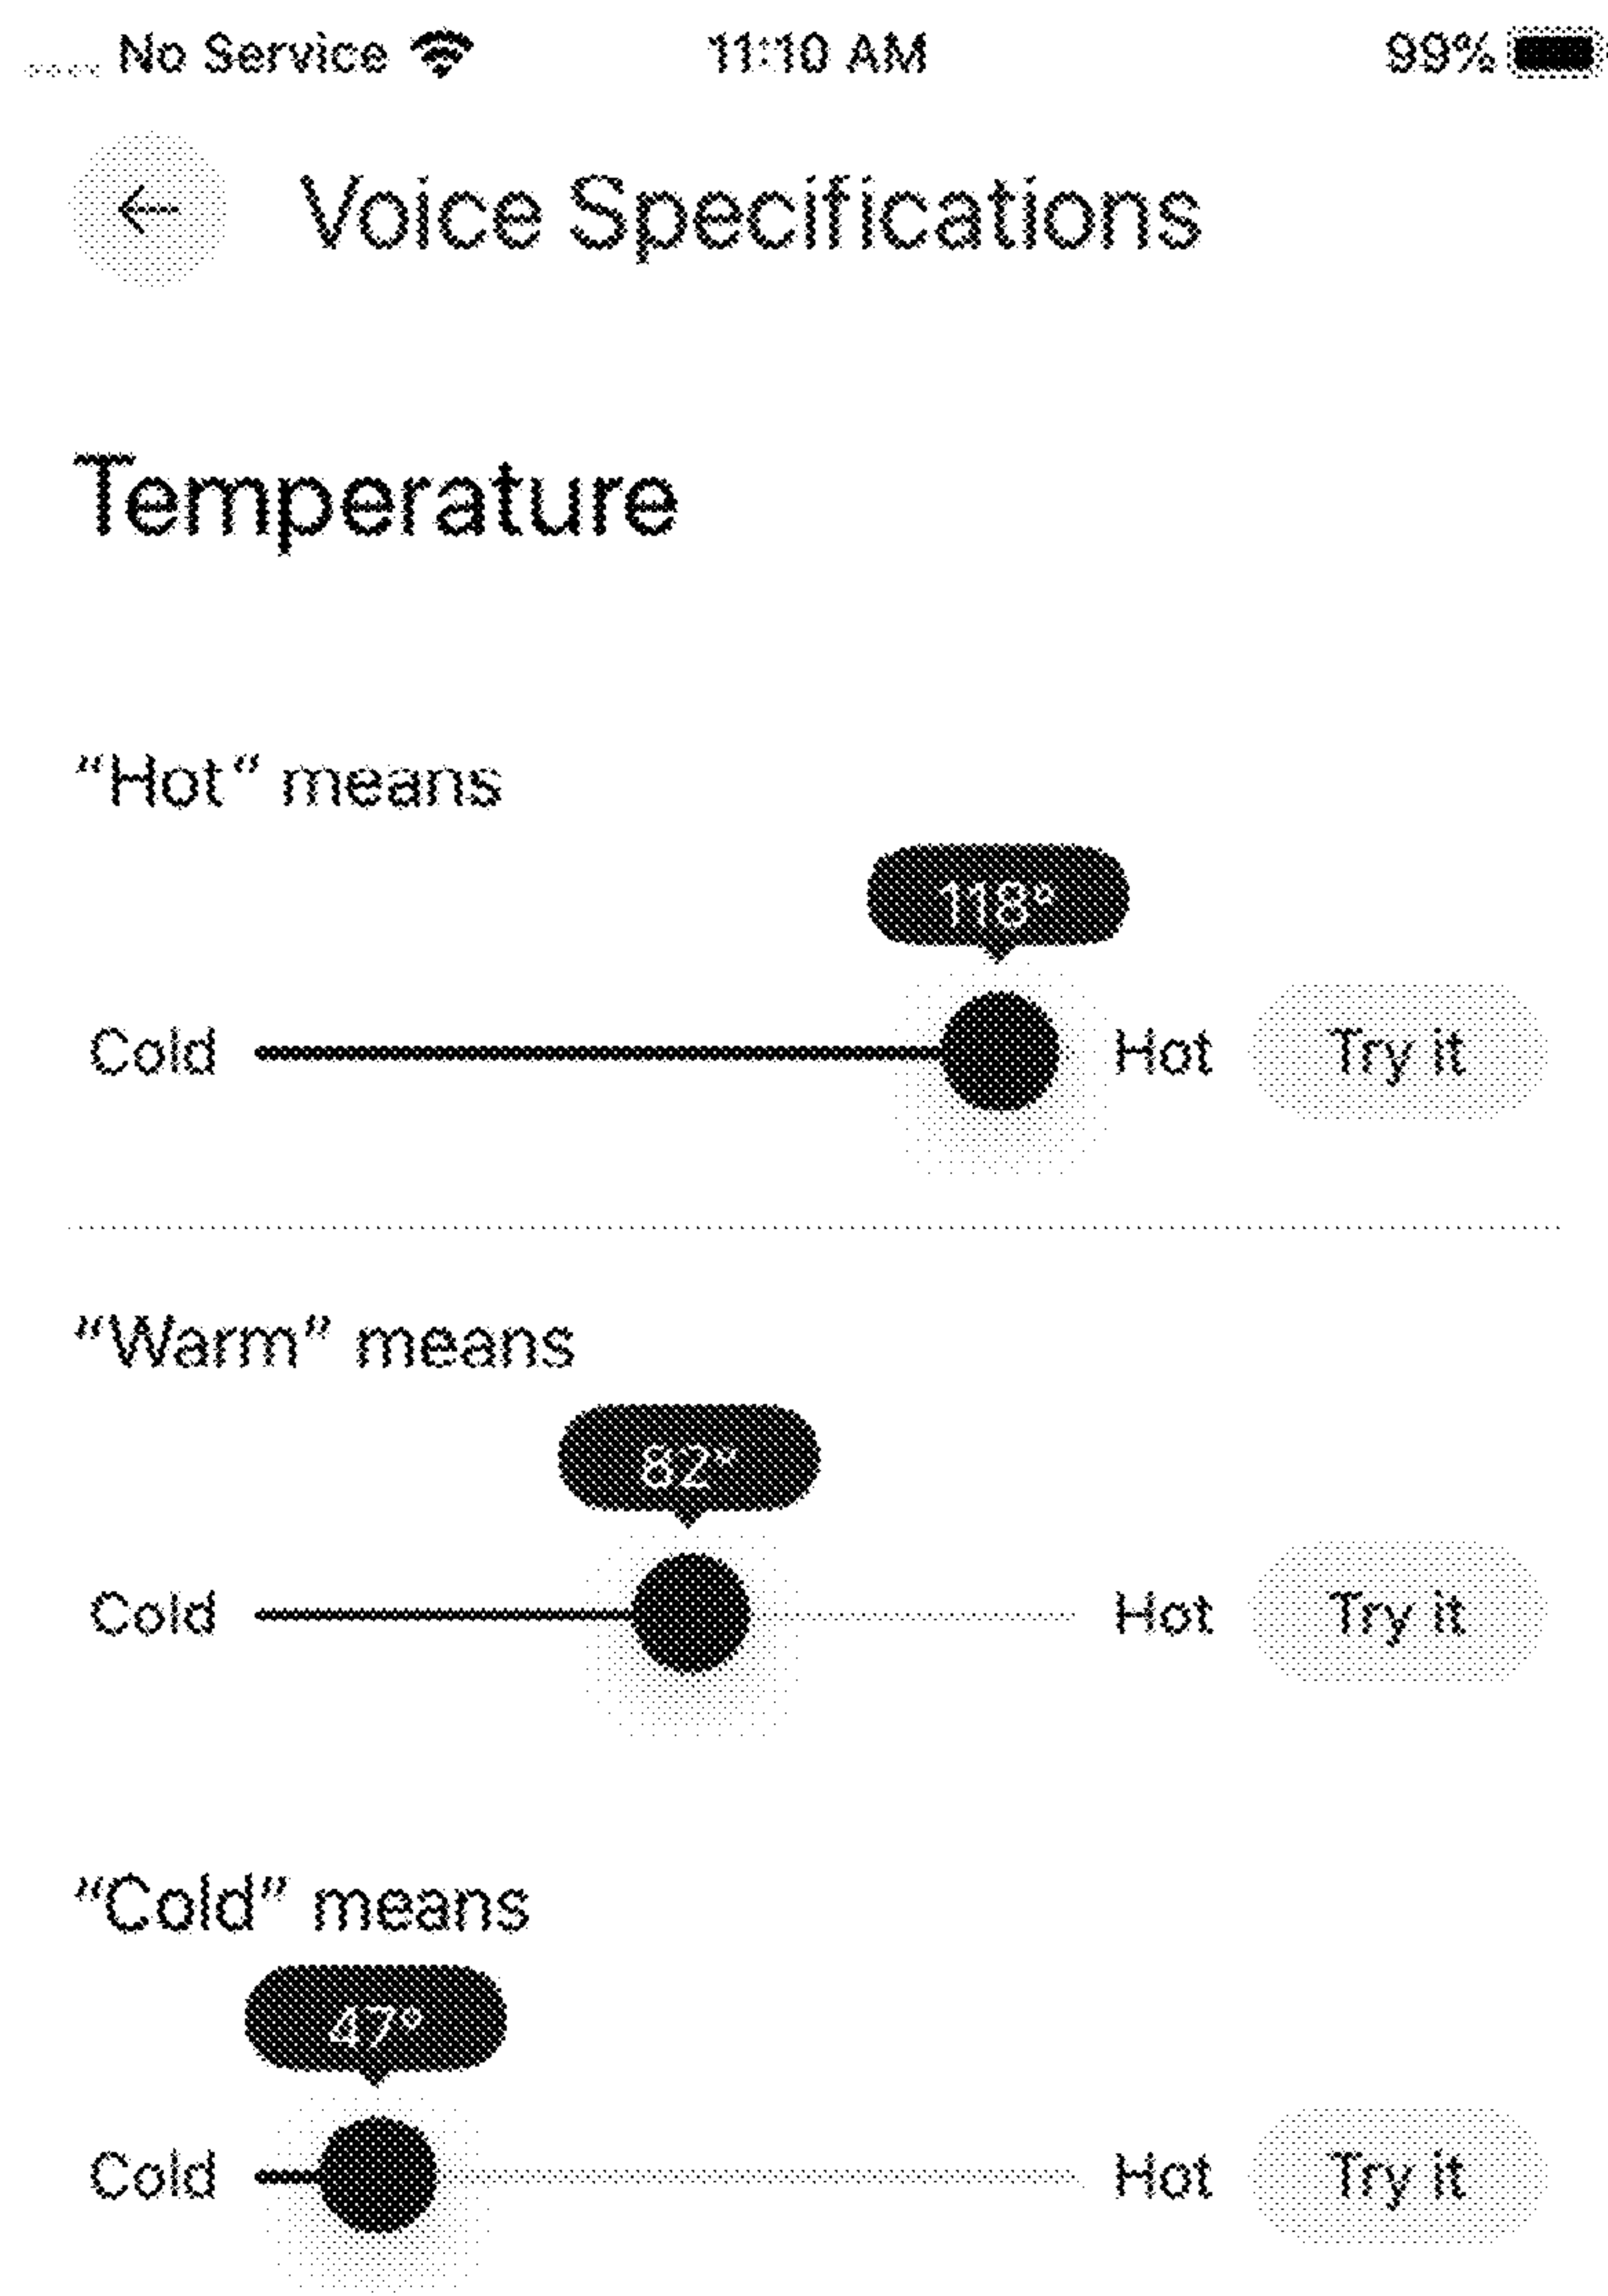 No Service 11:10 AM 99%
Voice Specifications
Temperature
“Hot“ means
118°
Cold Hot Try it
“Warm” means
82°
Cold Hot Try it
“Cold” means
47°
Cold Hot Try it